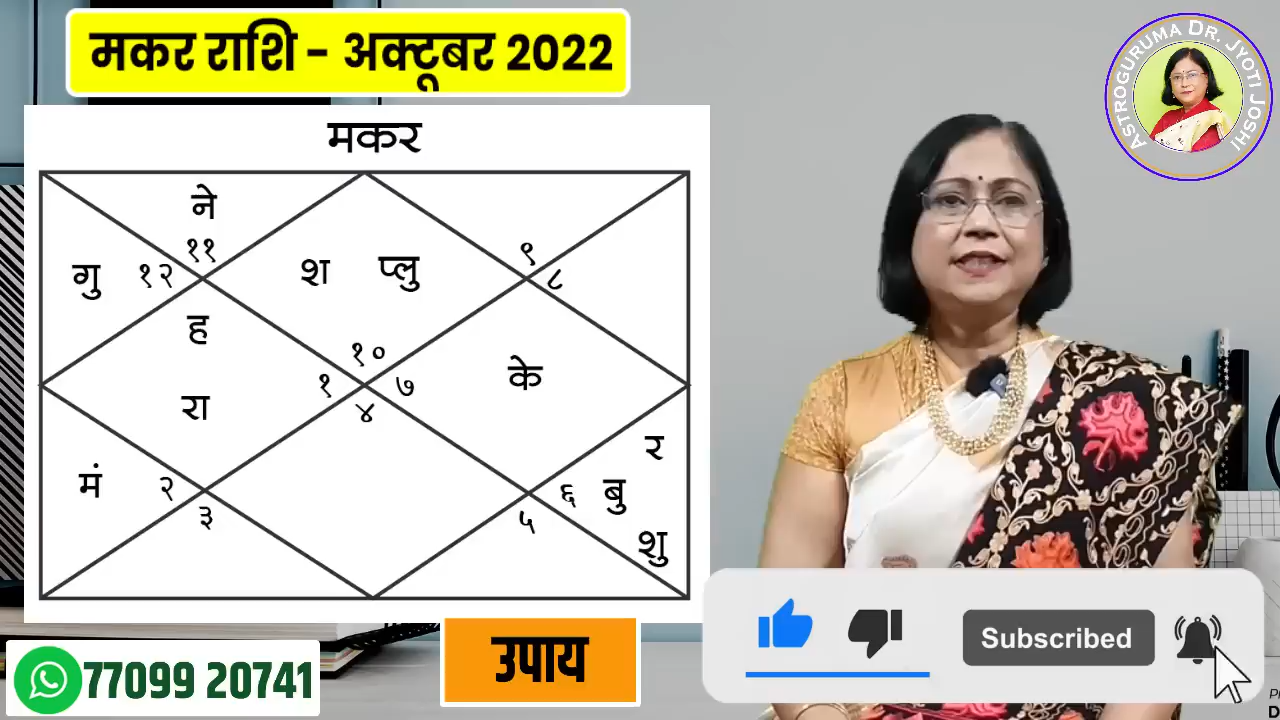 मकर राशि - अक्टूबर 2022
ASTROGURUMA DR. JYOTI JOSHI
मकर
ने
११
गु १२
श प्लु
९
८
ह
रा
१०
१ ७
४
के
मं २
३
र
६ बु
५
शु
77099 20741
उपाय
Subscribed